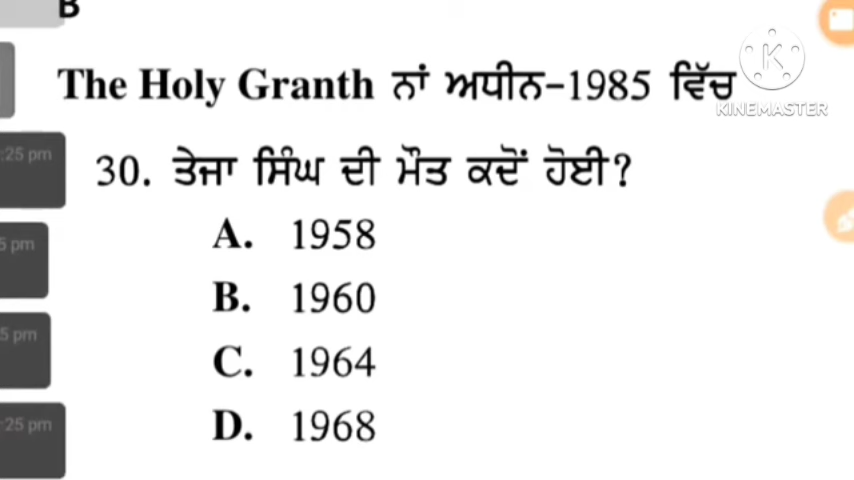 B
The Holy Granth ਨਾਂ ਅਧੀਨ-1985 ਵਿੱਚ
K
KINEMASTER
:25 pm
30. ਤੇਜਾ ਸਿੰਘ ਦੀ ਮੌਤ ਕਦੋਂ ਹੋਈ?
A. 1958
5 pm
B. 1960
5 pm
C. 1964
:25 pm
D. 1968